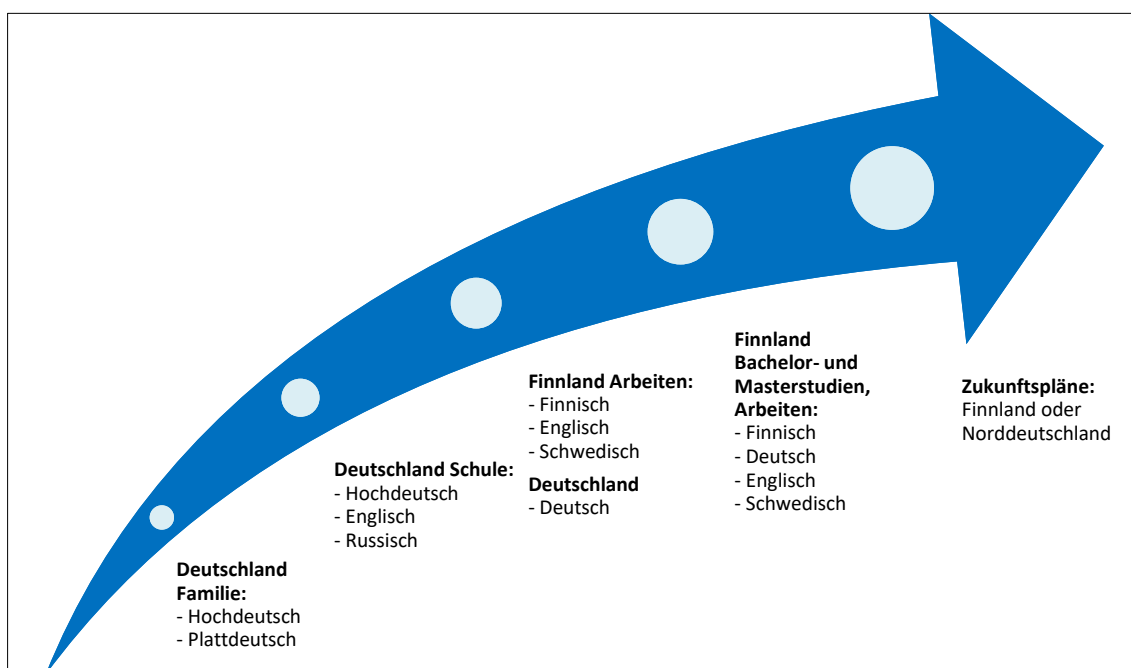 Deutschland
Familie:
- Hochdeutsch
- Plattdeutsch
Deutschland Schule:
- Hochdeutsch
- Englisch
- Russisch
Finnland Arbeiten:
- Finnisch
- Englisch
- Schwedisch
Deutschland
- Deutsch
Finnland
Bachelor- und
Masterstudien,
Arbeiten:
- Finnisch
- Deutsch
- Englisch
- Schwedisch
Zukunftspläne:
Finnland oder
Norddeutschland